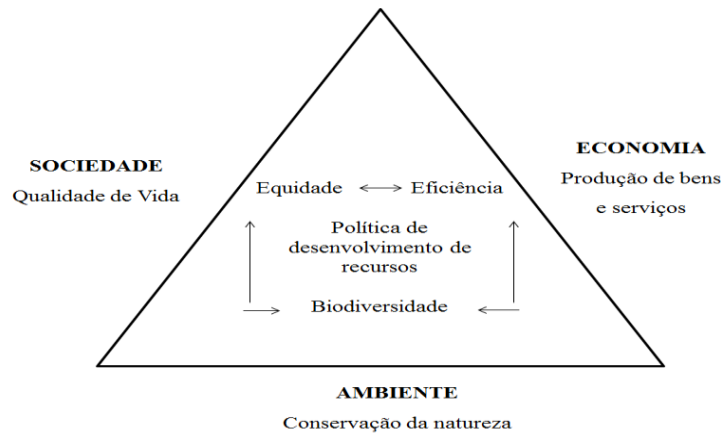 SOCIEDADE
Qualidade de Vida
ECONOMIA
Produção de bens
e serviços
Equidade
Eficiência
Política de
desenvolvimento de
recursos
Biodiversidade
AMBIENTE
Conservação da natureza